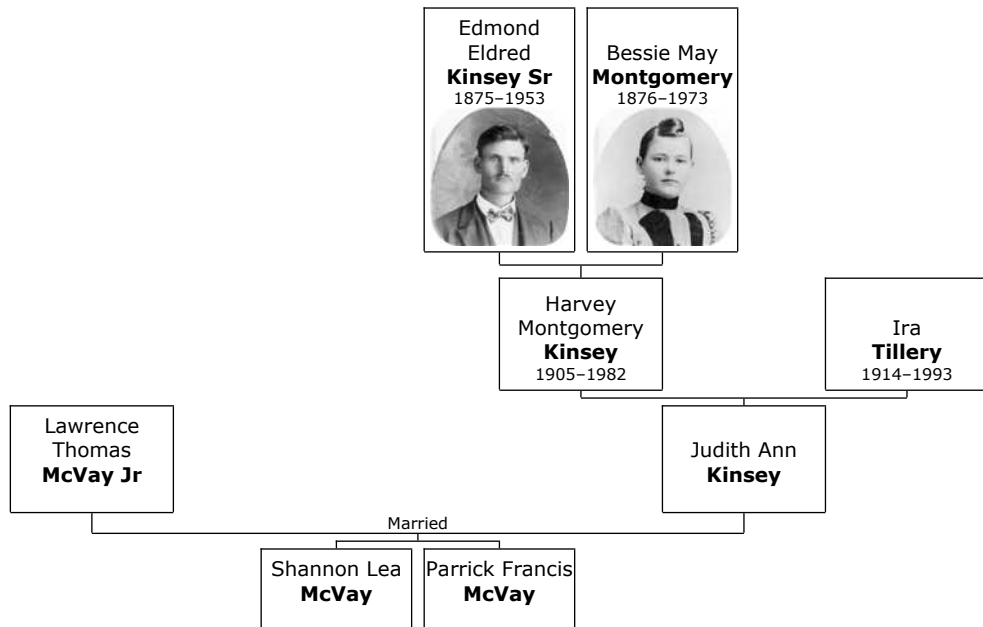 Edmond
Eldred
Kinsey Sr
1875–1953
Bessie May
Montgomery
1876–1973
Harvey
Montgomery
Kinsey
1905–1982
Ira
Tillery
1914–1993
Lawrence
Thomas
McVay Jr
Judith Ann
Kinsey
Married
Shannon Lea
McVay
Parrick Francis
McVay